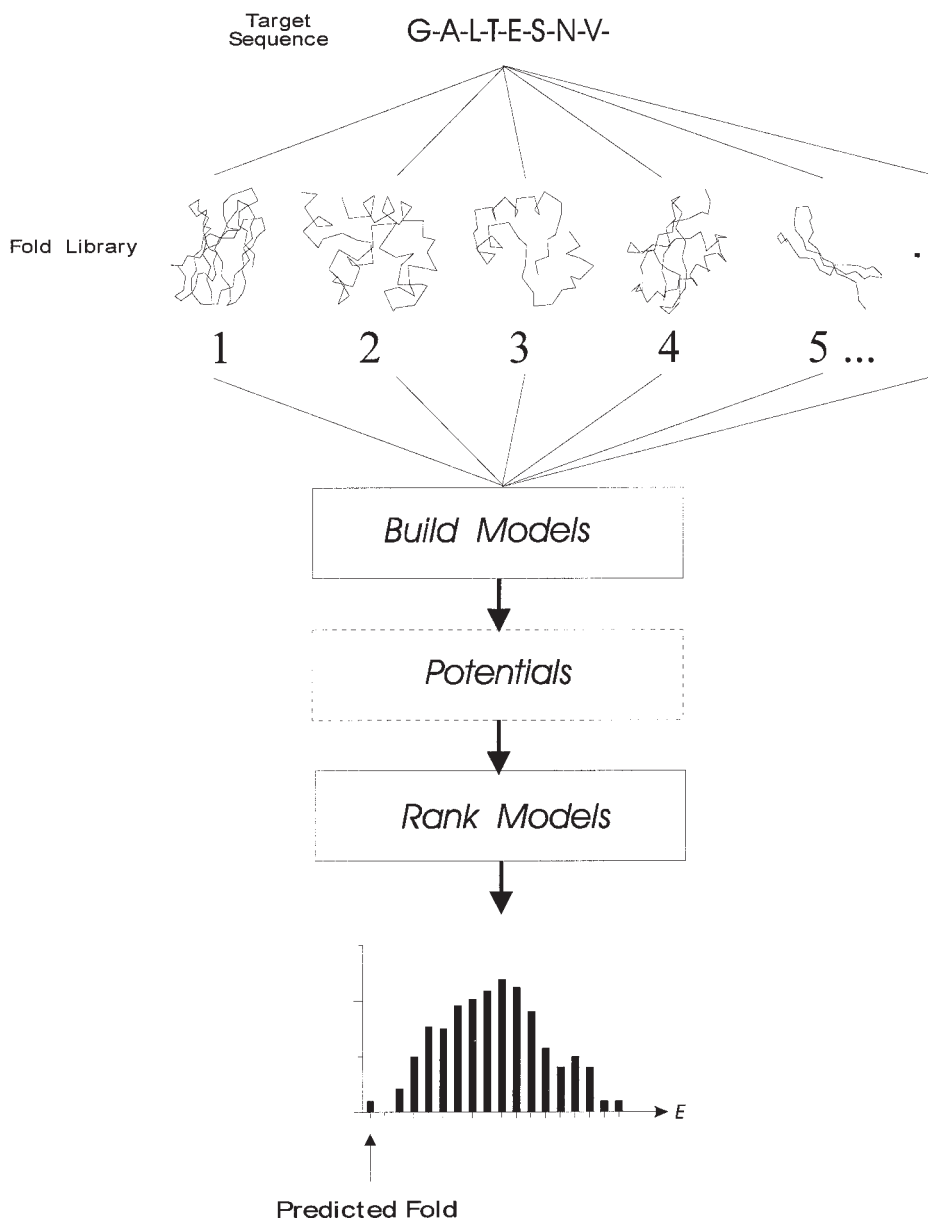 Target
Sequence
G-A-L-T-E-S-N-V-
Fold Library
1 2 3 4 5 ...
Build Models
Potentials
Rank Models
E
Predicted Fold